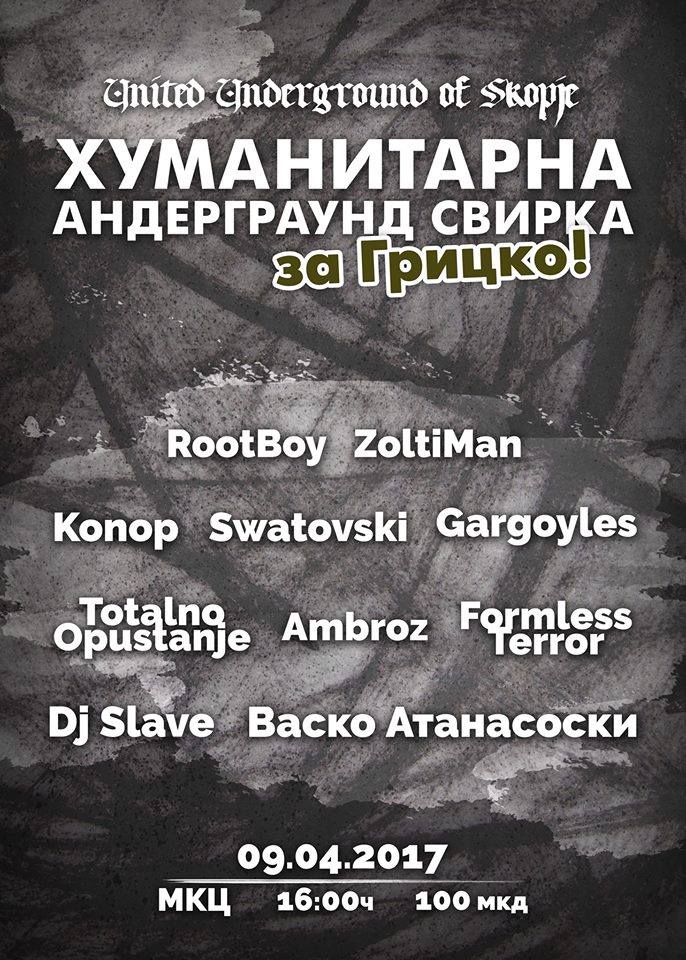 United Underground of Skopje
ХУМАНИТАРНА
АНДЕРГРАУНД СВИРКА
за Грицко!
RootBoy ZoltiMan
Konop Swatovski Gargoyles
Totalno
Opustanje
Ambroz
Formless
Terror
Dj Slave Васко Атанасоски
09.04.2017
МКЦ 16:00ч 100 мкд